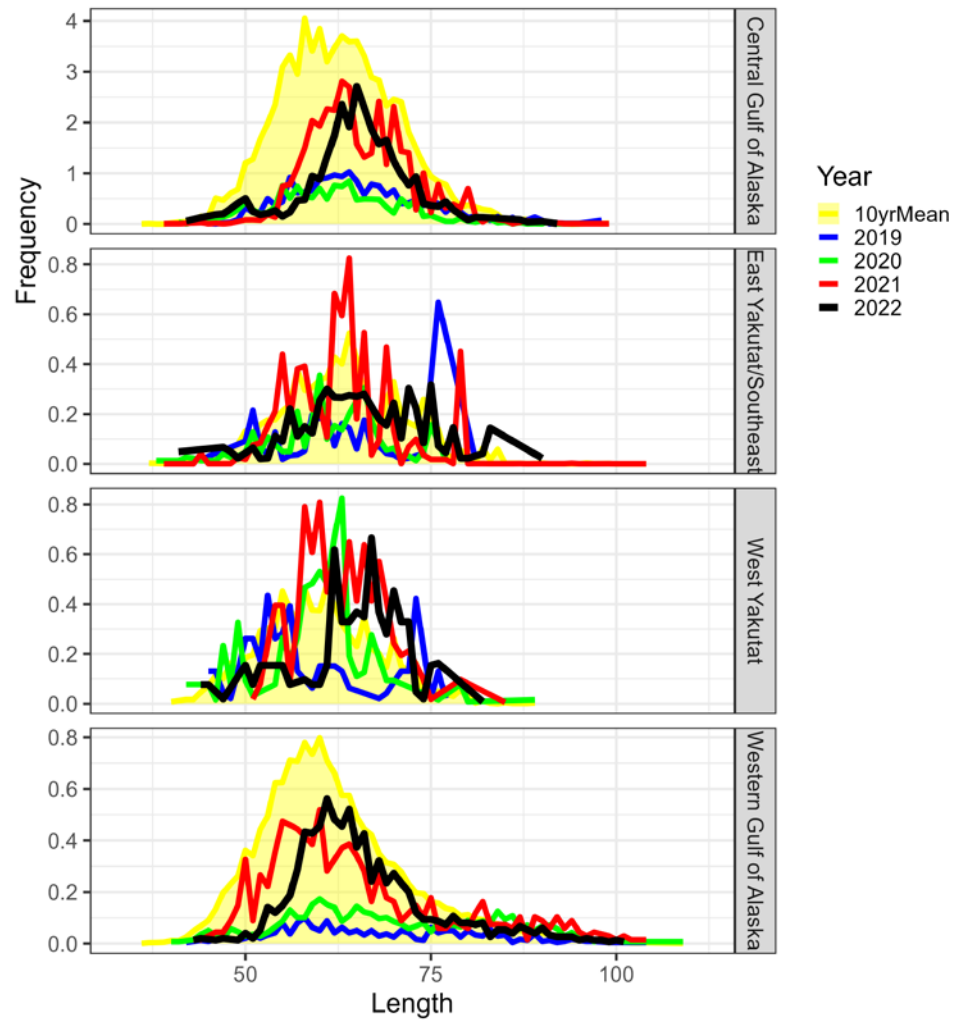 Frequency
4
3
2
1
0
Central Gulf of Alaska
0.8
0.6
0.4
0.2
0.0
East Yakutat/Southeast
0.8
0.6
0.4
0.2
0.0
West Yakutat
0.8
0.6
0.4
0.2
0.0
Western Gulf of Alaska
50 75 100
Length
Year
10yrMean
2019
2020
2021
2022